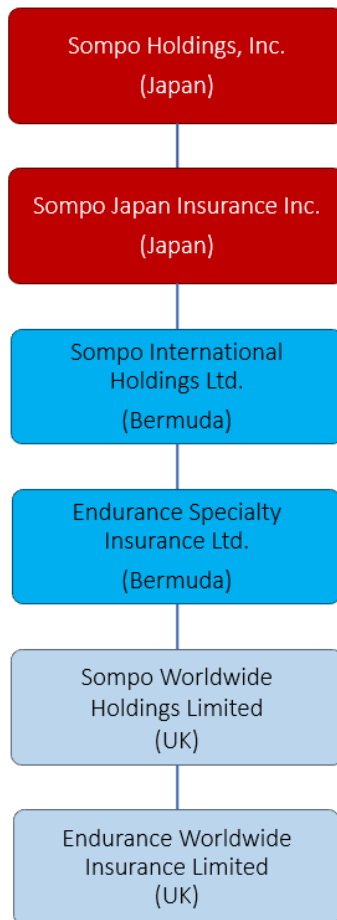 Sompo Holdings, Inc.
(Japan)
Sompo Japan Insurance Inc.
(Japan)
Sompo International
Holdings Ltd.
(Bermuda)
Endurance Specialty
Insurance Ltd.
(Bermuda)
Sompo Worldwide
Holdings Limited
(UK)
Endurance Worldwide
Insurance Limited
(UK)